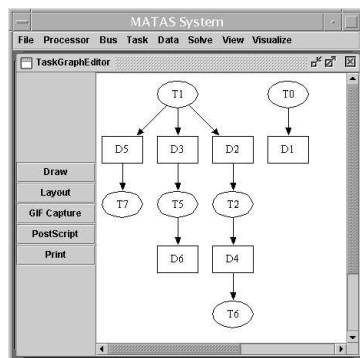 MATAS System
File Processor Bus Task Data Solve View Visualize
TaskGraphEditor
T1 T0
D5 D3 D2 D1
Draw
Layout
T7 T5 T2
GIF Capture
PostScript
Print
D6 D4
T6